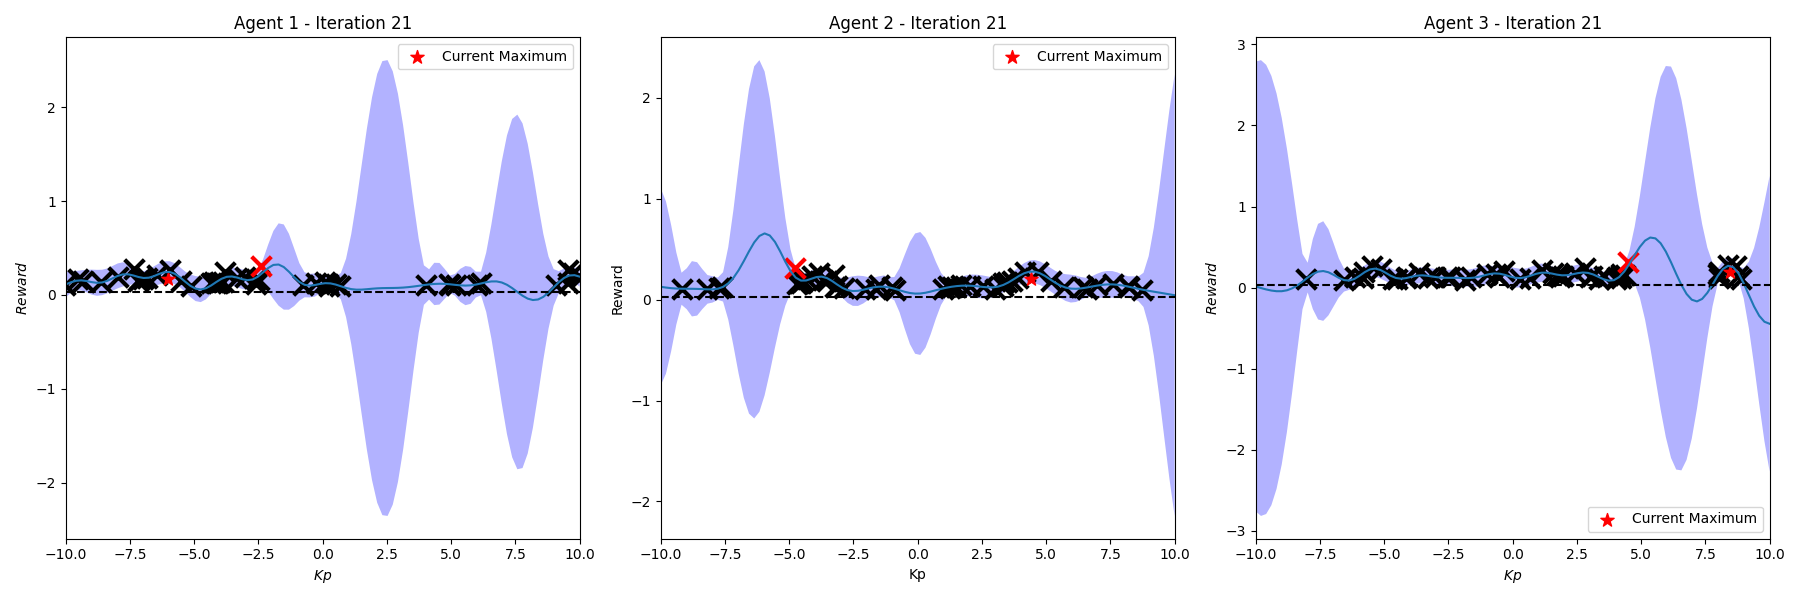 Agent 1 - Iteration 21
Current Maximum
2
1
0
−1
−2
Reward
−10.0 −7.5 −5.0 −2.5 0.0 2.5 5.0 7.5 10.0
Kp
Agent 2 - Iteration 21
Current Maximum
2
1
0
−1
−2
Reward
−10.0 −7.5 −5.0 −2.5 0.0 2.5 5.0 7.5 10.0
Kp
Agent 3 - Iteration 21
3
2
1
0
−1
−2
−3
Reward
Current Maximum
−10.0 −7.5 −5.0 −2.5 0.0 2.5 5.0 7.5 10.0
Kp